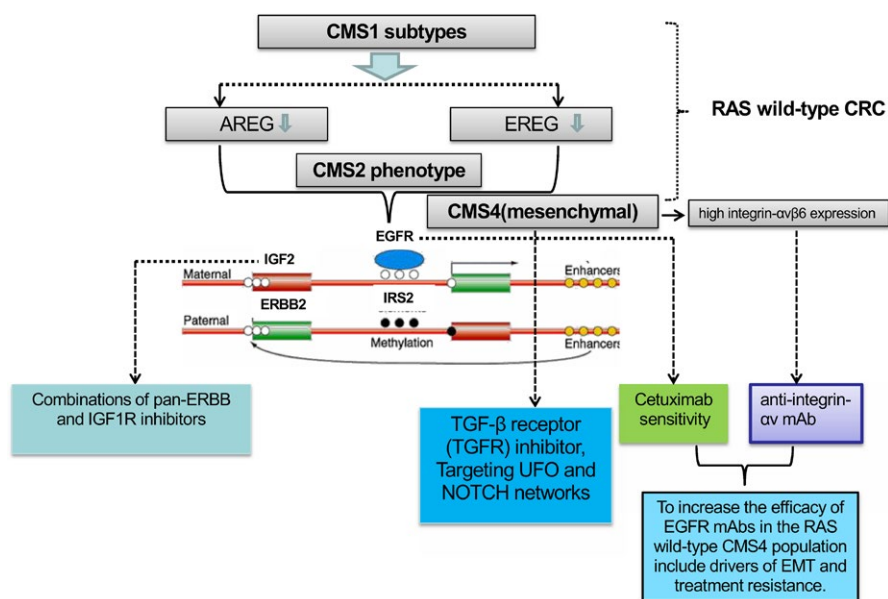 CMS1 subtypes
RAS wild-type CRC
AREG
EREG
CMS2 phenotype
CMS4(mesenchymal)
high integrin-αvβ6 expression
EGFR
IGF2
Maternal
Enhancers
ERBB2
IRS2
Paternal
Methylation
Enhancers
Combinations of pan-ERBB
and IGF1R inhibitors
TGF-β receptor
(TGFR) inhibitor,
Targeting UFO and
NOTCH networks
Cetuximab
sensitivity
anti-integrin-
αv mAb
To increase the efficacy of
EGFR mAbs in the RAS
wild-type CMS4 population
include drivers of EMT and
treatment resistance.